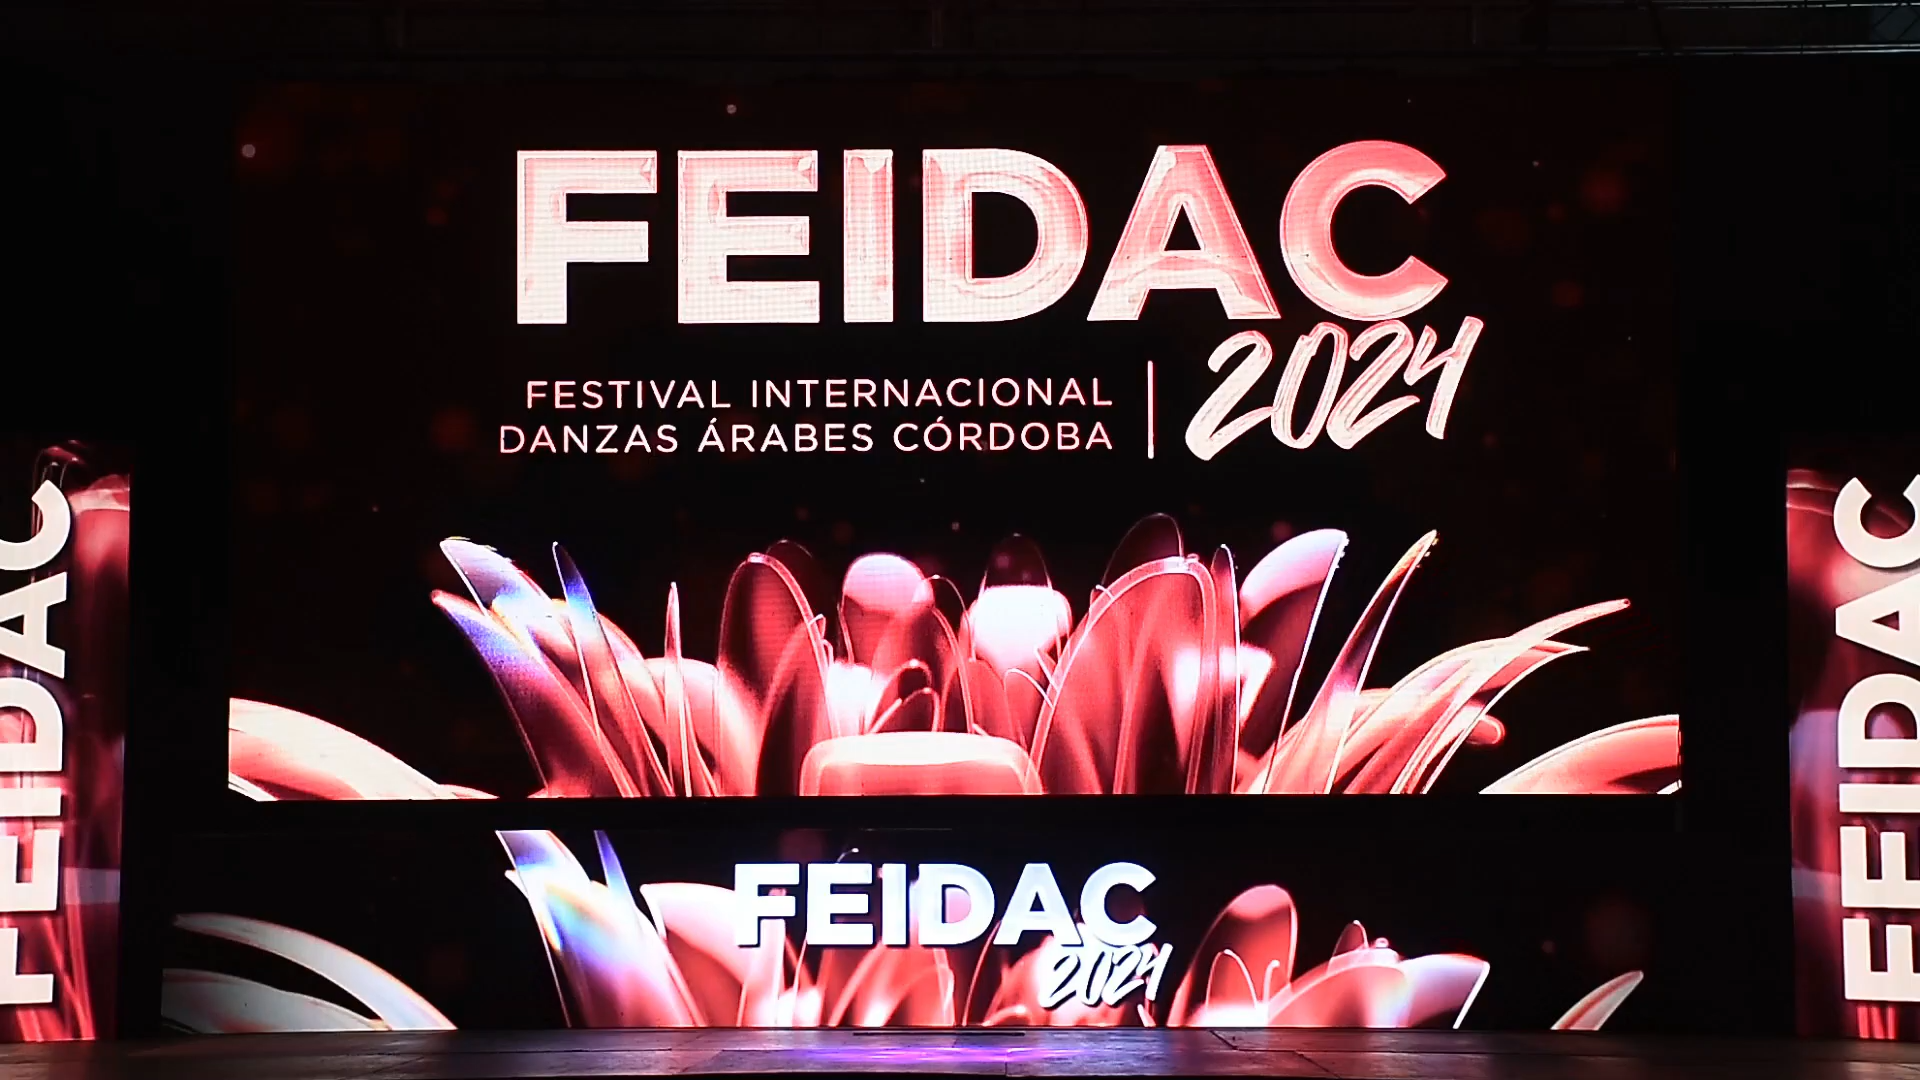 FEIDAC
2024
FESTIVAL INTERNACIONAL
DANZAS ÁRABES CÓRDOBA
FEIDAC
FEIDAC
FEIDAC
2024